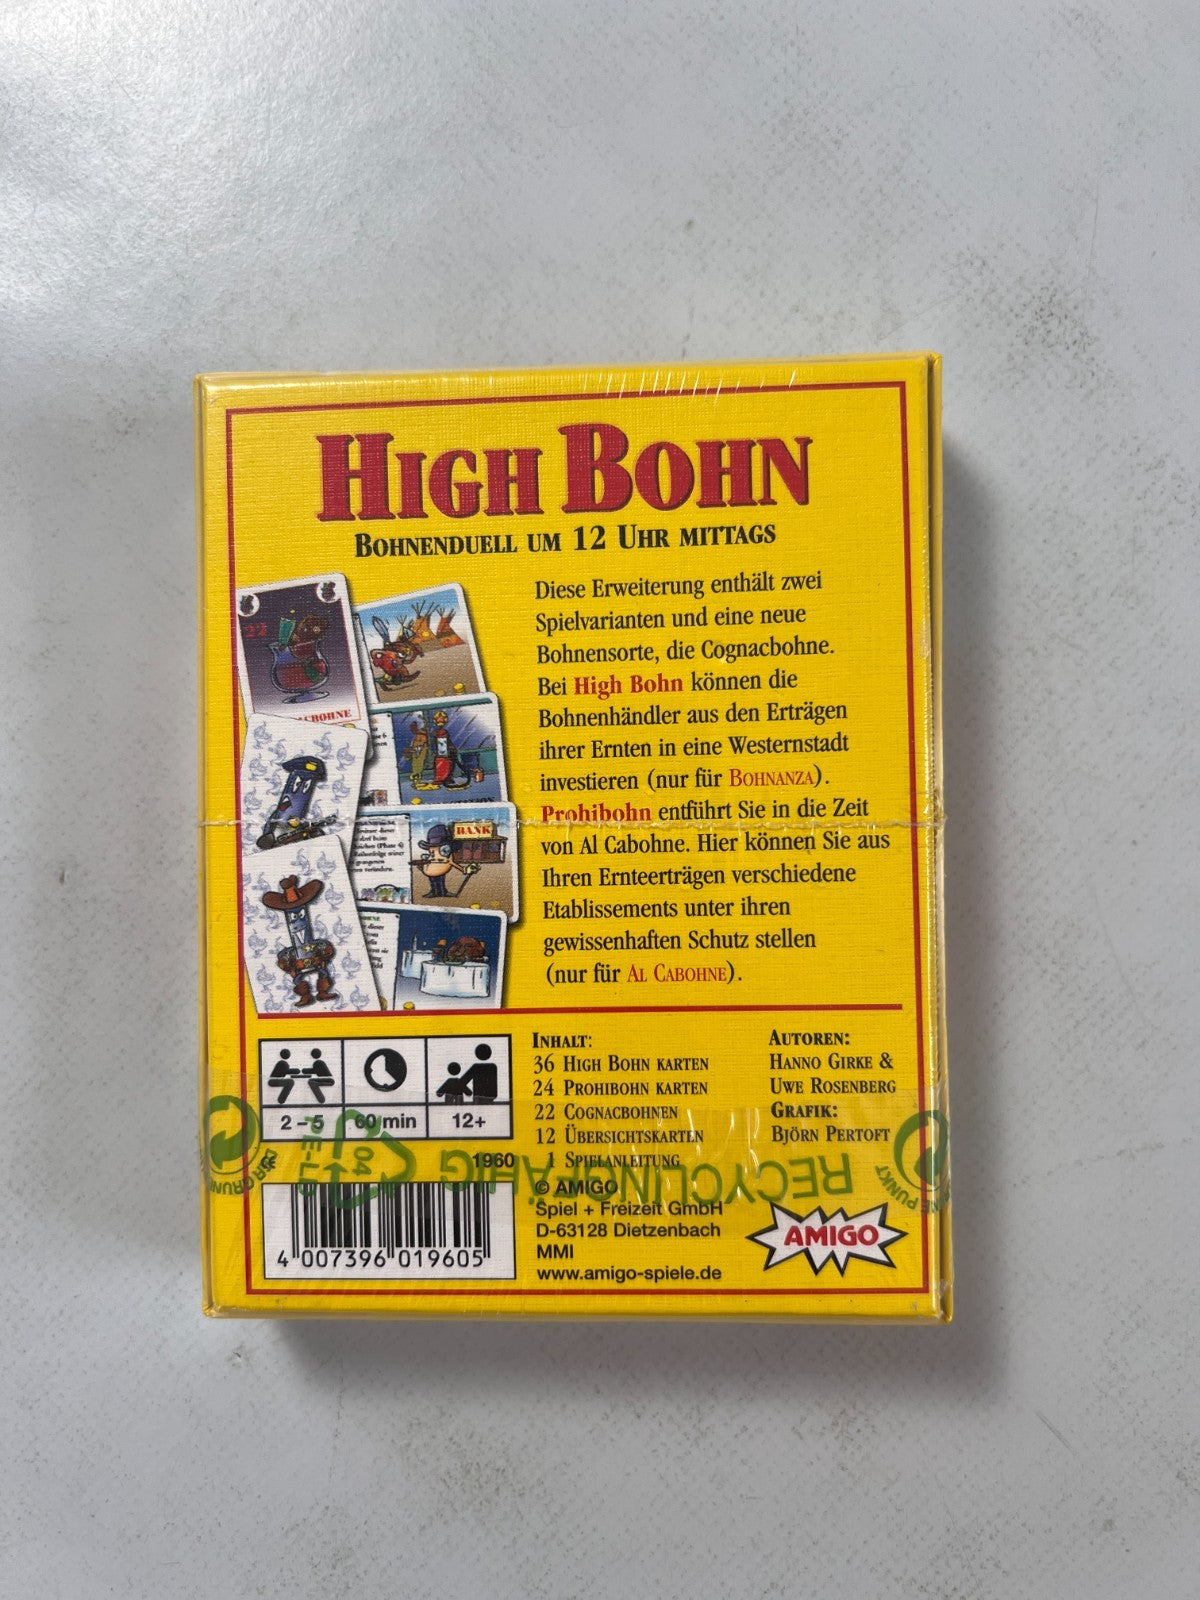 HIGH BOHN
BOHNENDUELL UM 12 UHR MITTAGS
Diese Erweiterung enthält zwei
Spielvarianten und eine neue
Bohnensorte, die Cognacbohne.
Bei High Bohn können die
Bohnenhändler aus den Erträgen
ihrer Ernten in eine Westernstadt
investieren (nur für BOHNANZA).
Prohibohn entführt Sie in die Zeit
von Al Cabohne. Hier können Sie aus
Ihren Ernteerträgen verschiedene
Etablissements unter ihren
gewissenhaften Schutz stellen
(nur für AL CABOHNE).
22
BANK
INHALT:
36 HIGH BOHN KARTEN
24 PROHIBOHN KARTEN
22 COGNACBOHNEN
12 ÜBERSICHTSKARTEN
1 SPIELANLEITUNG
AUTOREN:
HANNO GIRKE &
UWE ROSENBERG
GRAFIK:
BJÖRN PERTOFT
2 – 5
60 min
12+
1960
4 007396 019605
© AMIGO
Spiel + Freizeit GmbH
D-63128 Dietzenbach
MMI
www.amigo-spiele.de
AMIGO
RECYCLINGFÄHIG
04
PE-LD